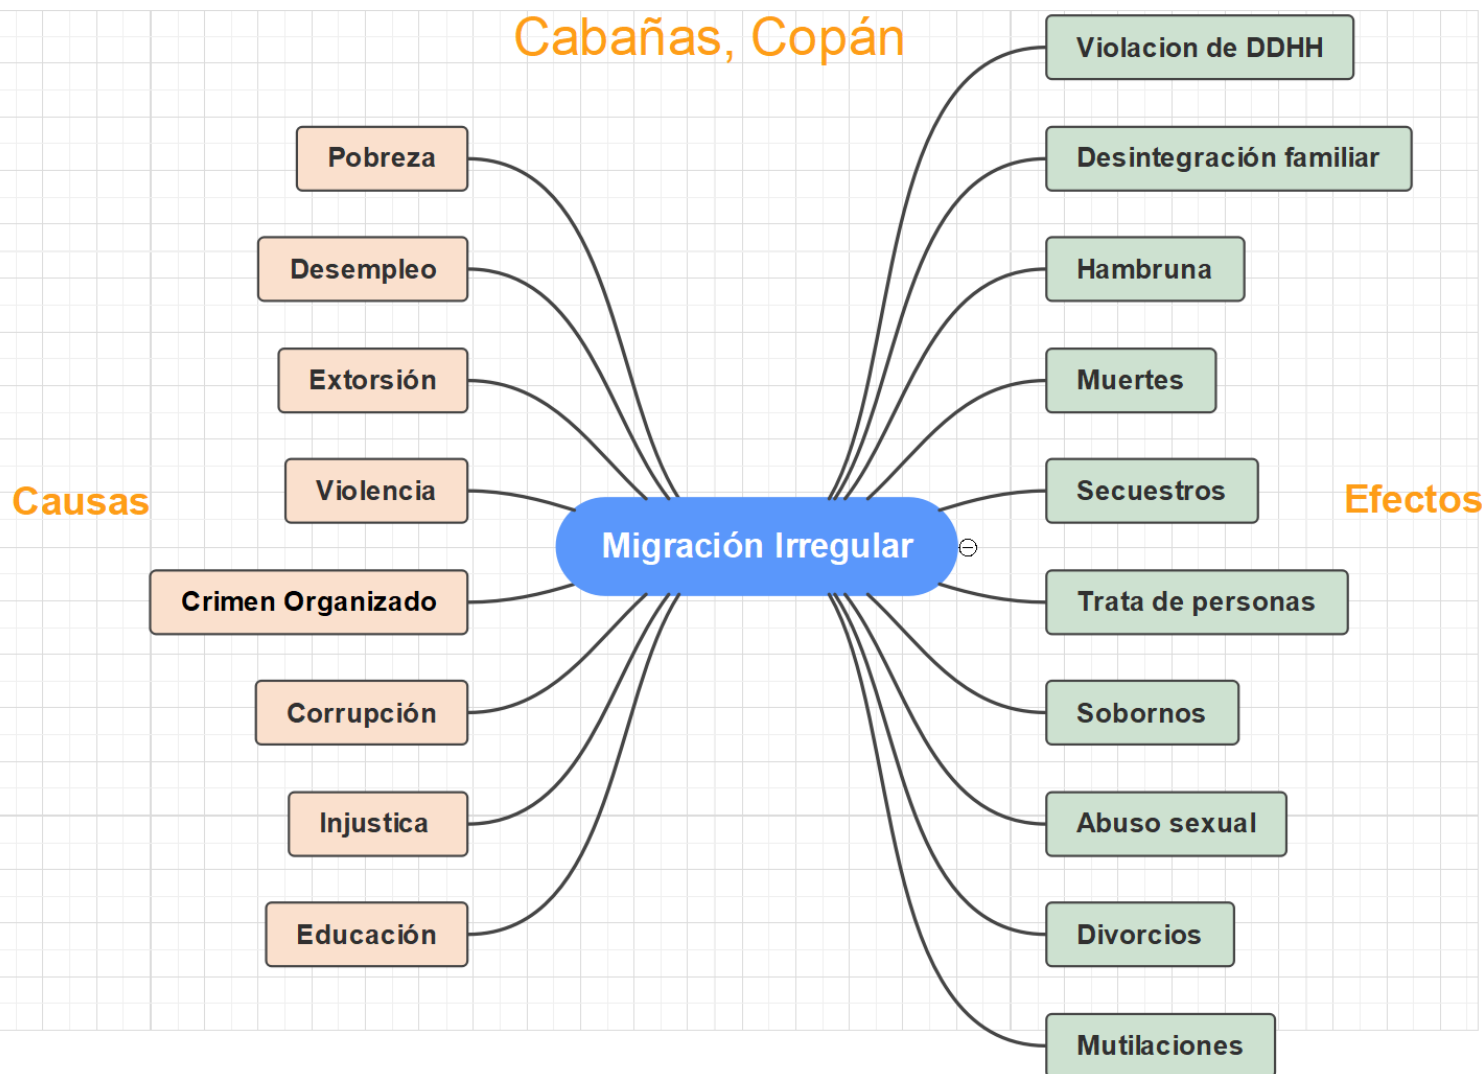 Cabañas, Copán
Causas
Pobreza
Desempleo
Extorsión
Violencia
Crimen Organizado
Corrupción
Injustica
Educación
Migración Irregular
Efectos
Violacion de DDHH
Desintegración familiar
Hambruna
Muertes
Secuestros
Trata de personas
Sobornos
Abuso sexual
Divorcios
Mutilaciones